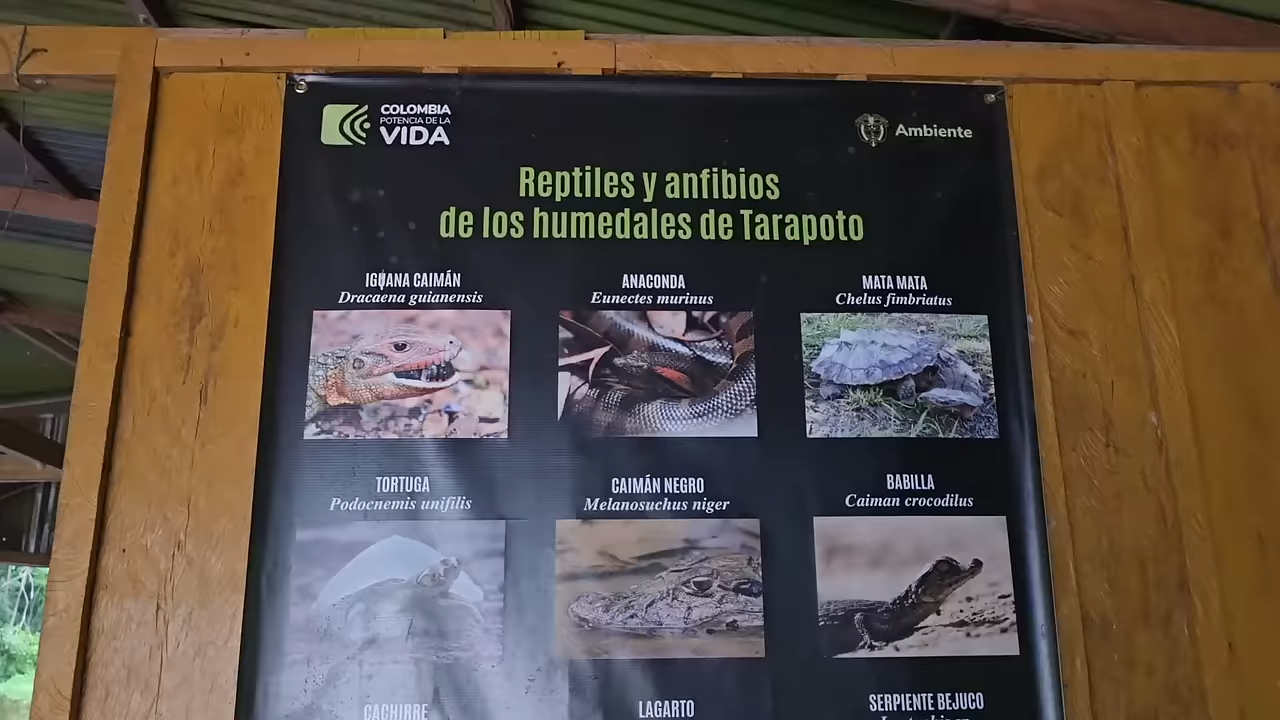 COLOMBIA
POTENCIA DE LA
VIDA
Ambiente
Reptiles y anfibios
de los humedales de Tarapoto
IGUANA CAIMÁN
Dracaena guianensis
ANACONDA
Eunectes murinus
MATA MATA
Chelus fimbriatus
TORTUGA
Podocnemis unifilis
CAIMÁN NEGRO
Melanosuchus niger
BABILLA
Caiman crocodilus
CACHIRRE
LAGARTO
SERPIENTE BEJUCO